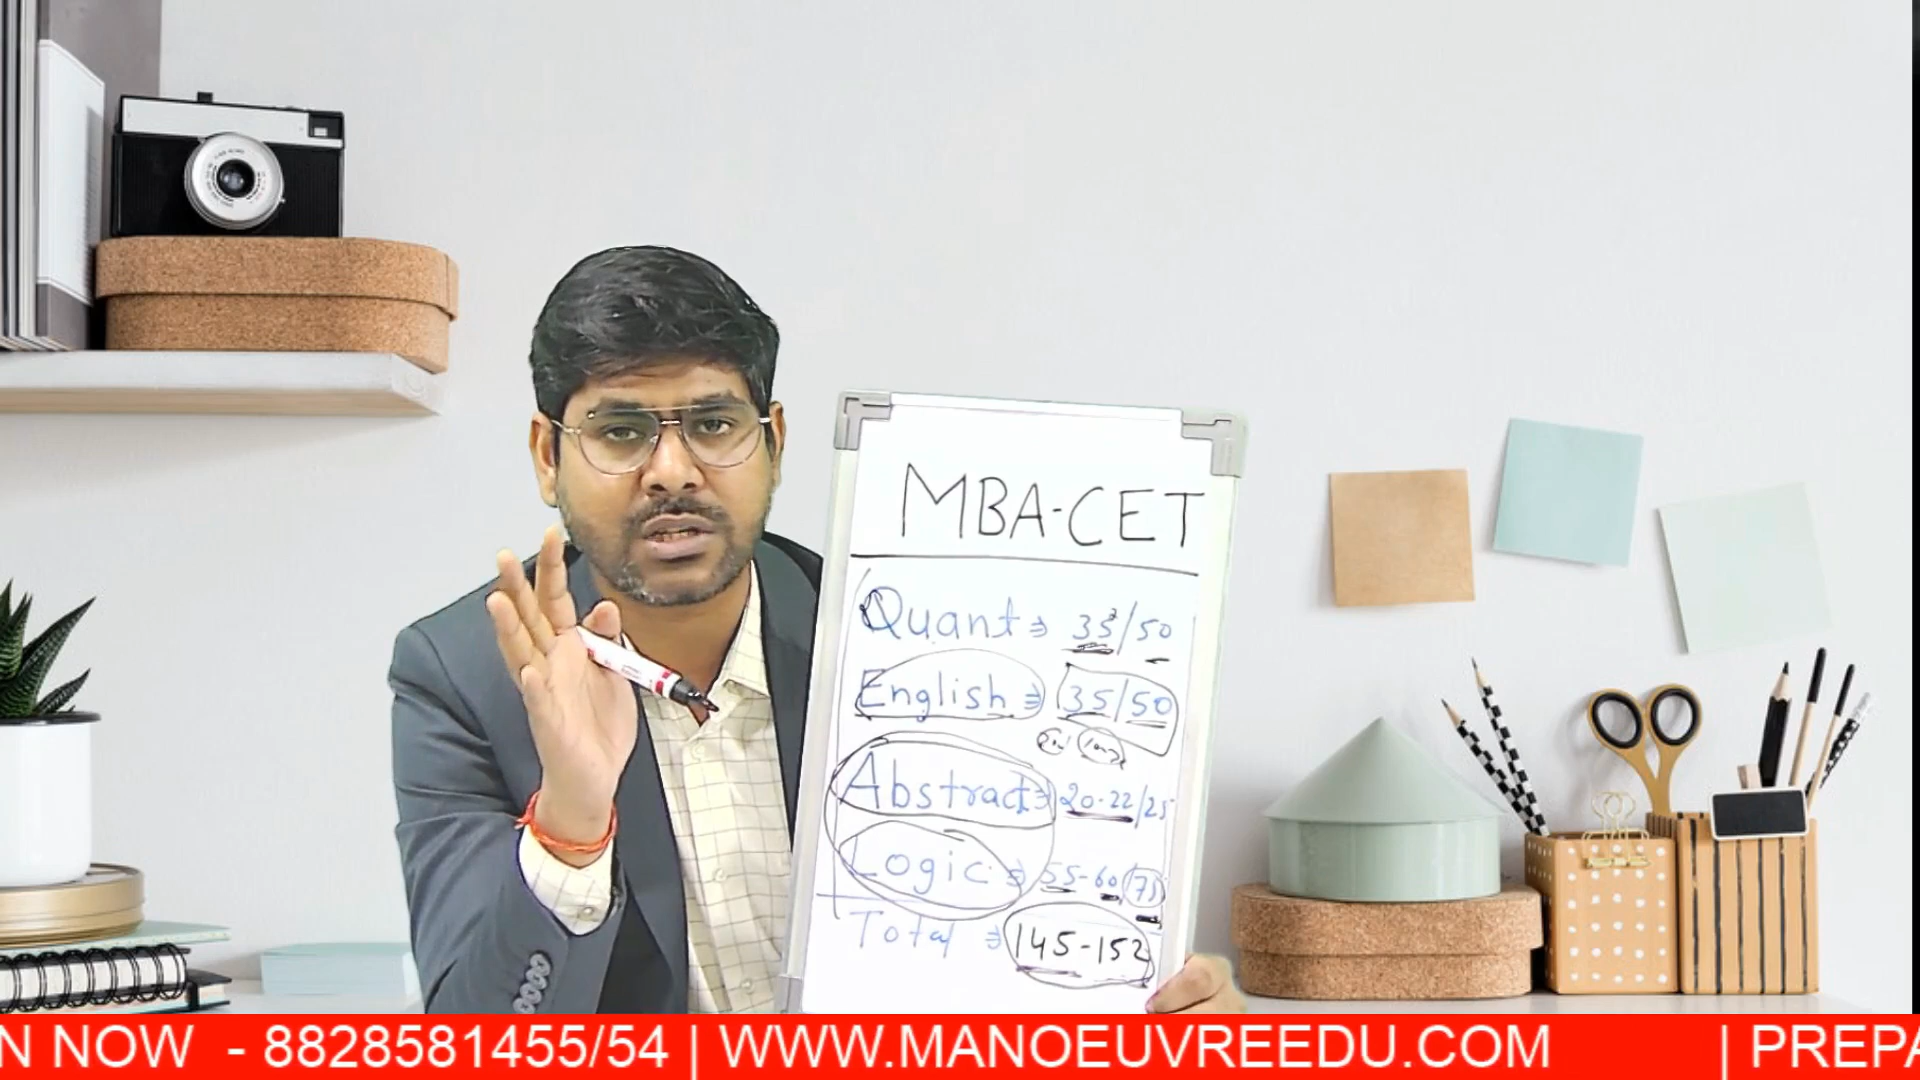 MBA-CET
Quant ⇒ 35/50
English ⇒ 35/50
Abstract ⇒ 20-22/25
Logic ⇒ 55-60/75
Total ⇒ 145-152
N NOW - 8828581455/54 | WWW.MANOEUVREEDU.COM | PREPA